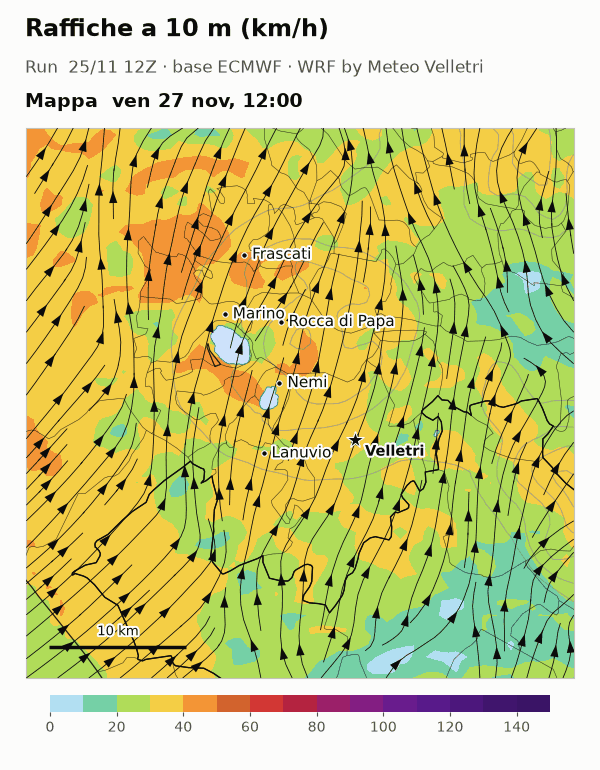 Raffiche a 10 m (km/h)
Run  25/11 12Z · base ECMWF · WRF by Meteo Velletri
Mappa  ven 27 nov, 12:00
Frascati
Marino
Rocca di Papa
Nemi
Velletri
Lanuvio
10 km
0 20 40 60 80 100 120 140